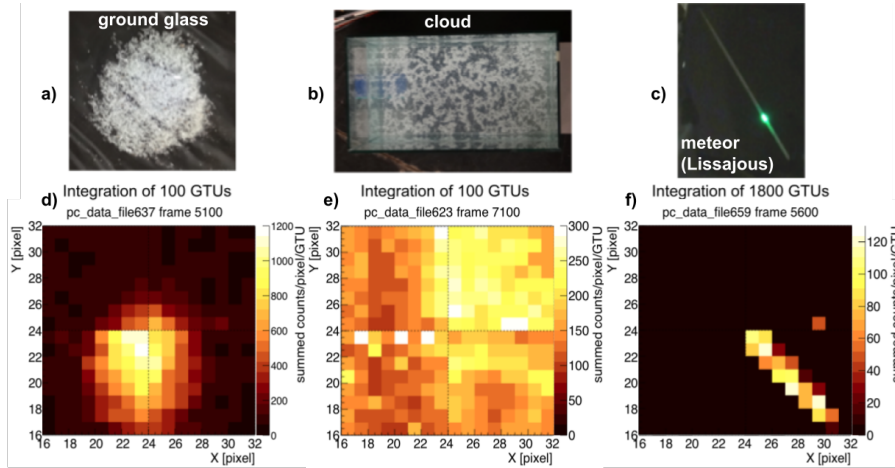 ground glass
cloud
a)
b)
c)
meteor
(Lissajous)
d)
Integration of 100 GTUs
pc_data_file637 frame 5100
Y [pixel]
32
30
28
26
24
22
20
18
16
16 18 20 22 24 26 28 30 32
X [pixel]
1200
1000
800
600
400
200
0
summed counts/pixel/GTU
e)
Integration of 100 GTUs
pc_data_file623 frame 7100
Y [pixel]
32
30
28
26
24
22
20
18
16
16 18 20 22 24 26 28 30 32
X [pixel]
300
250
200
150
100
50
0
summed counts/pixel/GTU
f)
Integration of 1800 GTUs
pc_data_file659 frame 5600
Y [pixel]
32
30
28
26
24
22
20
18
16
16 18 20 22 24 26 28 30 32
X [pixel]
120
100
80
60
40
20
0
summed counts/pixel/GTU